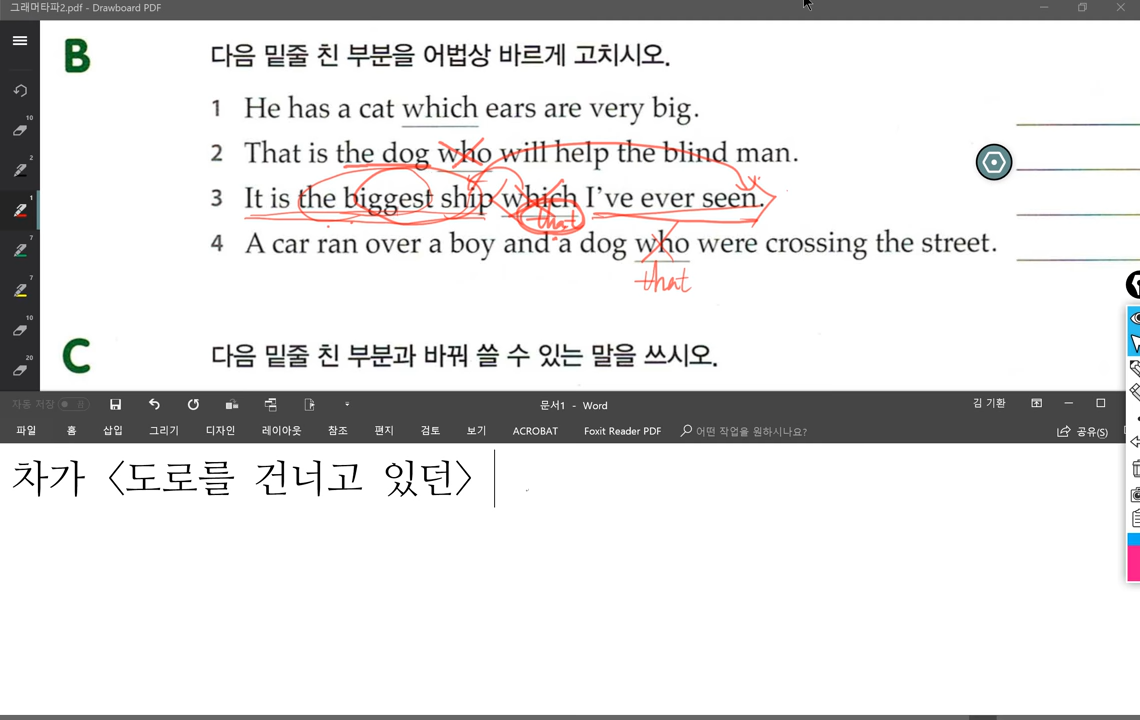 그래머타파2.pdf - Drawboard PDF
B 다음 밑줄 친 부분을 어법상 바르게 고치시오.
1 He has a cat which ears are very big.
2 That is the dog who will help the blind man.
3 It is the biggest ship which I've ever seen.
that
4 A car ran over a boy and a dog who were crossing the street.
that
C 다음 밑줄 친 부분과 바꿔 쓸 수 있는 말을 쓰시오.
10
2
1
7
7
10
20
자동 저장 문서1 - Word 김 기환
파일 홈 삽입 그리기 디자인 레이아웃 참조 편지 검토 보기 ACROBAT Foxit Reader PDF 어떤 작업을 원하시나요? 공유(S)
차가 〈도로를 건너고 있던〉